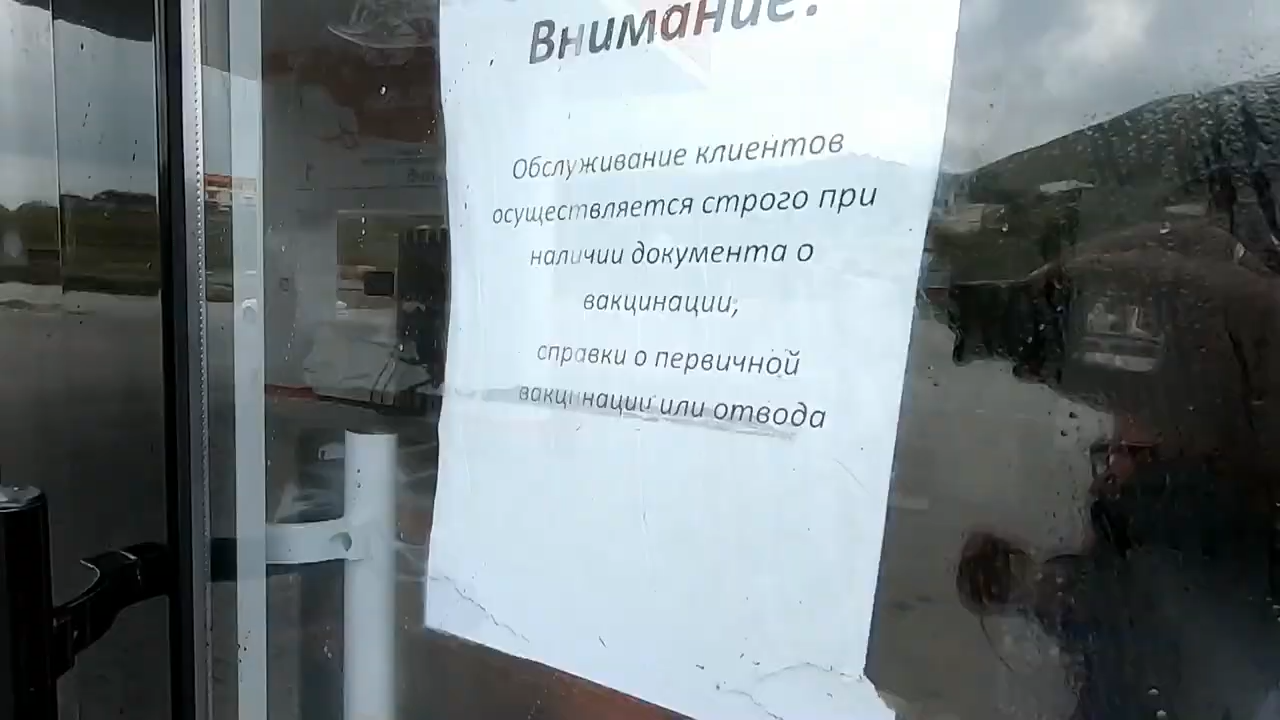 Внимание!
Обслуживание клиентов
осуществляется строго при
наличии документа о
вакцинации;
справки о первичной
вакцинации или отвода